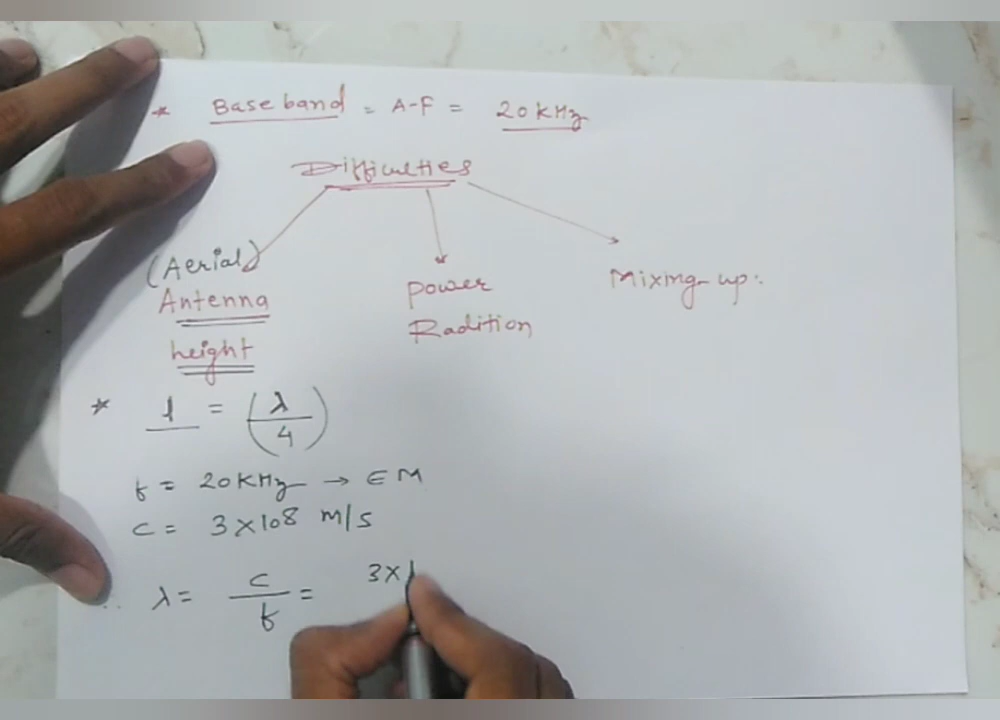 * Base band = A-F = 20 KHz
Difficulties
(Aerial)
Antenna
height
Power
Radition
Mixing-up:
* l = (λ/4)
f = 20 KHz → EM
C = 3×10⁸ m/s
∴ λ = C/f = 3×1